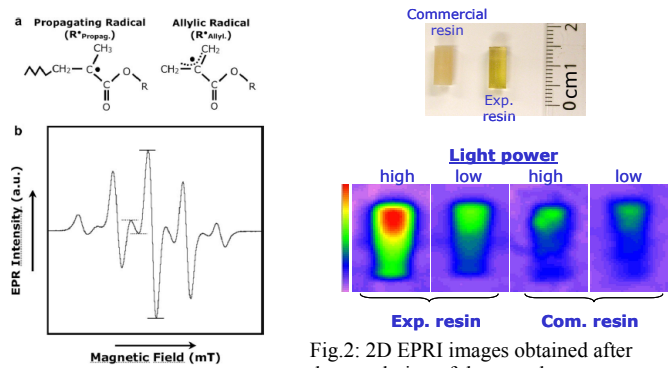 a
Propagating Radical
(R•Propag.)
Allylic Radical
(R•Allyl.)
CH3
CH2
C
C
O
R
O
CH2
CH2
C
C
O
R
O
b
EPR Intensity (a.u.)
Magnetic Field (mT)
Commercial
resin
Exp.
resin
0 cm 1 2
Light power
high low high low
Exp. resin Com. resin
Fig.2: 2D EPRI images obtained after